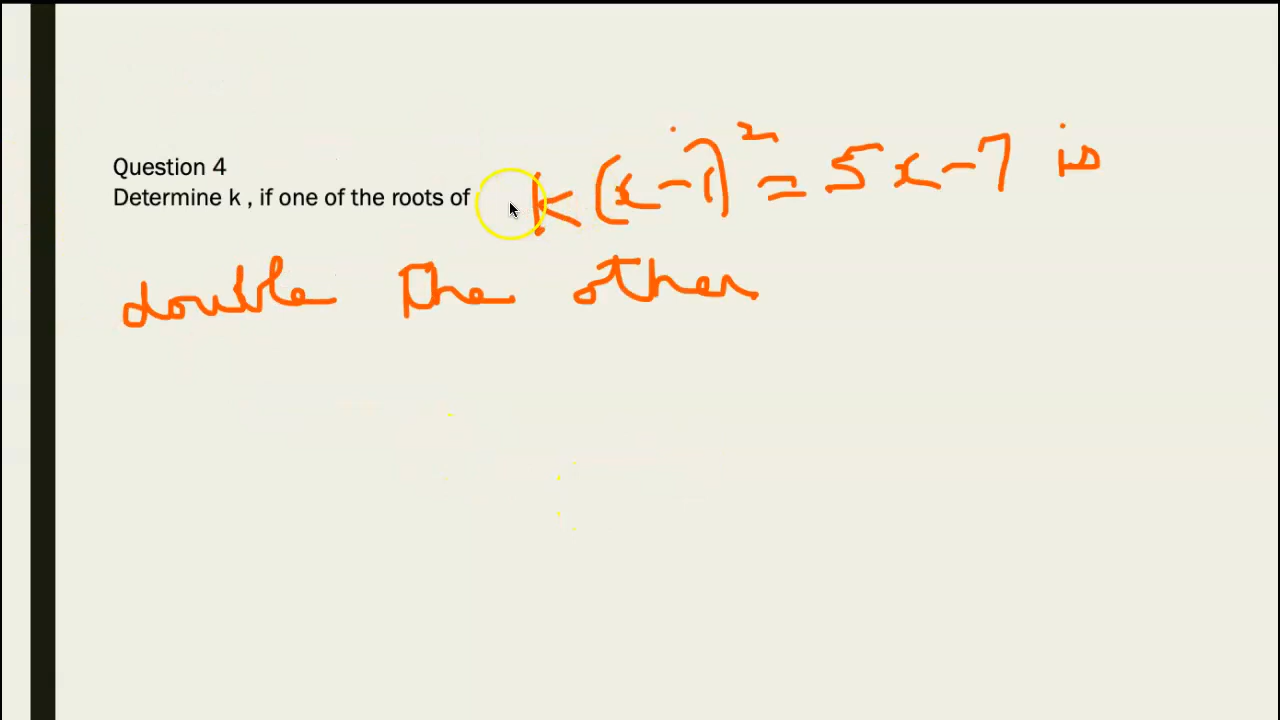 Question 4
Determine k , if one of the roots of k(x-1)² = 5x-7 is
double the other